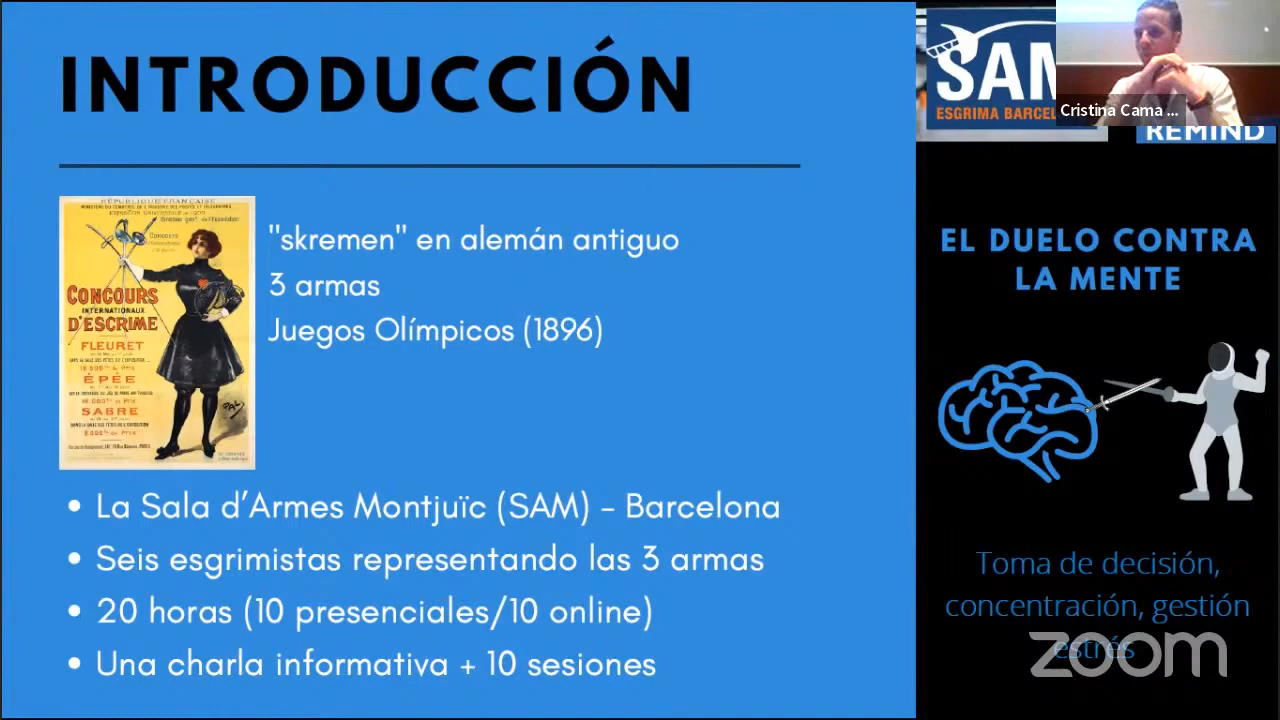 INTRODUCCIÓN
RÉPUBLIQUE FRANÇAISE
CONCOURS
INTERNATIONAUX
D'ESCRIME
FLEURET
ÉPÉE
SABRE
PAL
"skremen" en alemán antiguo
3 armas
Juegos Olímpicos (1896)
• La Sala d’Armes Montjuïc (SAM) - Barcelona
• Seis esgrimistas representando las 3 armas
• 20 horas (10 presenciales/10 online)
• Una charla informativa + 10 sesiones
SAM
ESGRIMA BARCEL
Cristina Cama ...
REMIND
EL DUELO CONTRA
LA MENTE
Toma de decisión,
concentración, gestión
estrés
zoom